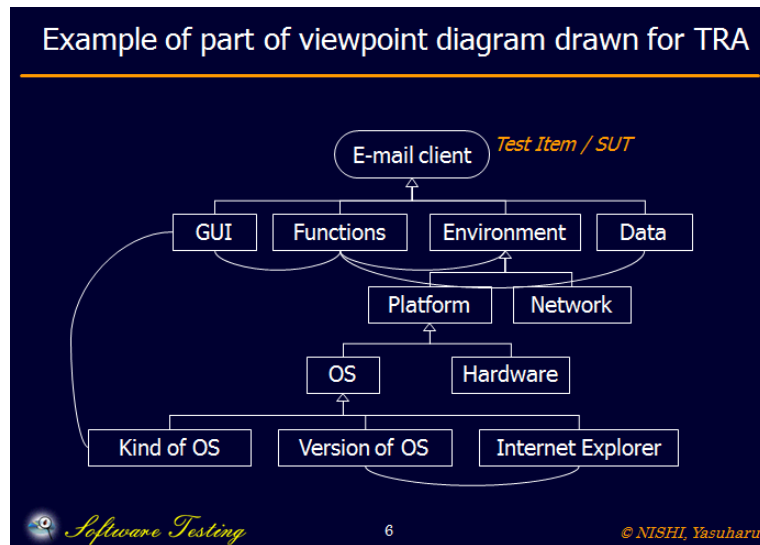 Example of part of viewpoint diagram drawn for TRA
E-mail client
Test Item / SUT
GUI
Functions
Environment
Data
Platform
Network
OS
Hardware
Kind of OS
Version of OS
Internet Explorer
Software Testing
6
© NISHI, Yasuharu